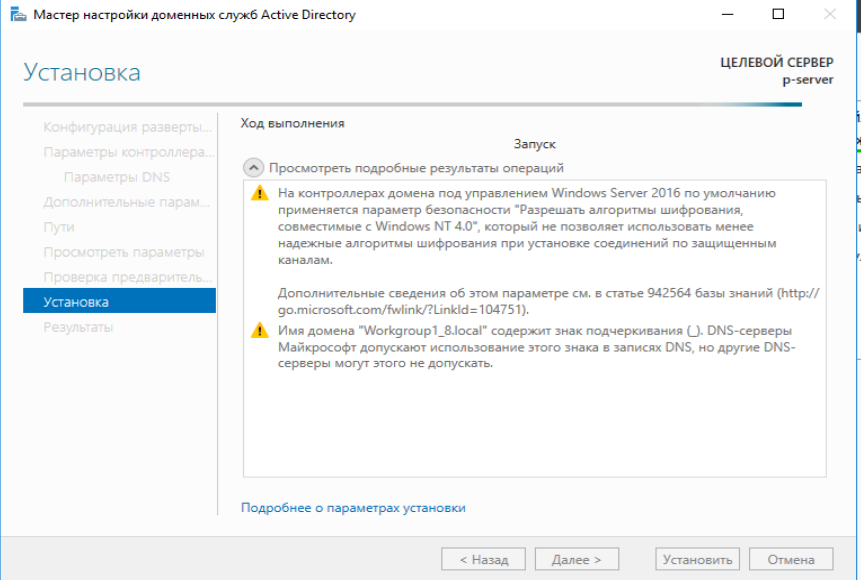 Мастер настройки доменных служб Active Directory
Установка
ЦЕЛЕВОЙ СЕРВЕР
p-server
Конфигурация разверты...
Параметры контроллера...
Параметры DNS
Дополнительные парам...
Пути
Просмотреть параметры
Проверка предваритель...
Установка
Результаты
Ход выполнения
Запуск
Просмотреть подробные результаты операций
На контроллерах домена под управлением Windows Server 2016 по умолчанию
применяется параметр безопасности "Разрешать алгоритмы шифрования,
совместимые с Windows NT 4.0", который не позволяет использовать менее
надежные алгоритмы шифрования при установке соединений по защищенным
каналам.
Дополнительные сведения об этом параметре см. в статье 942564 базы знаний (http://
go.microsoft.com/fwlink/?LinkId=104751).
Имя домена "Workgroup1_8.local" содержит знак подчеркивания (_). DNS-серверы
Майкрософт допускают использование этого знака в записях DNS, но другие DNS-
серверы могут этого не допускать.
Подробнее о параметрах установки
< Назад
Далее >
Установить
Отмена